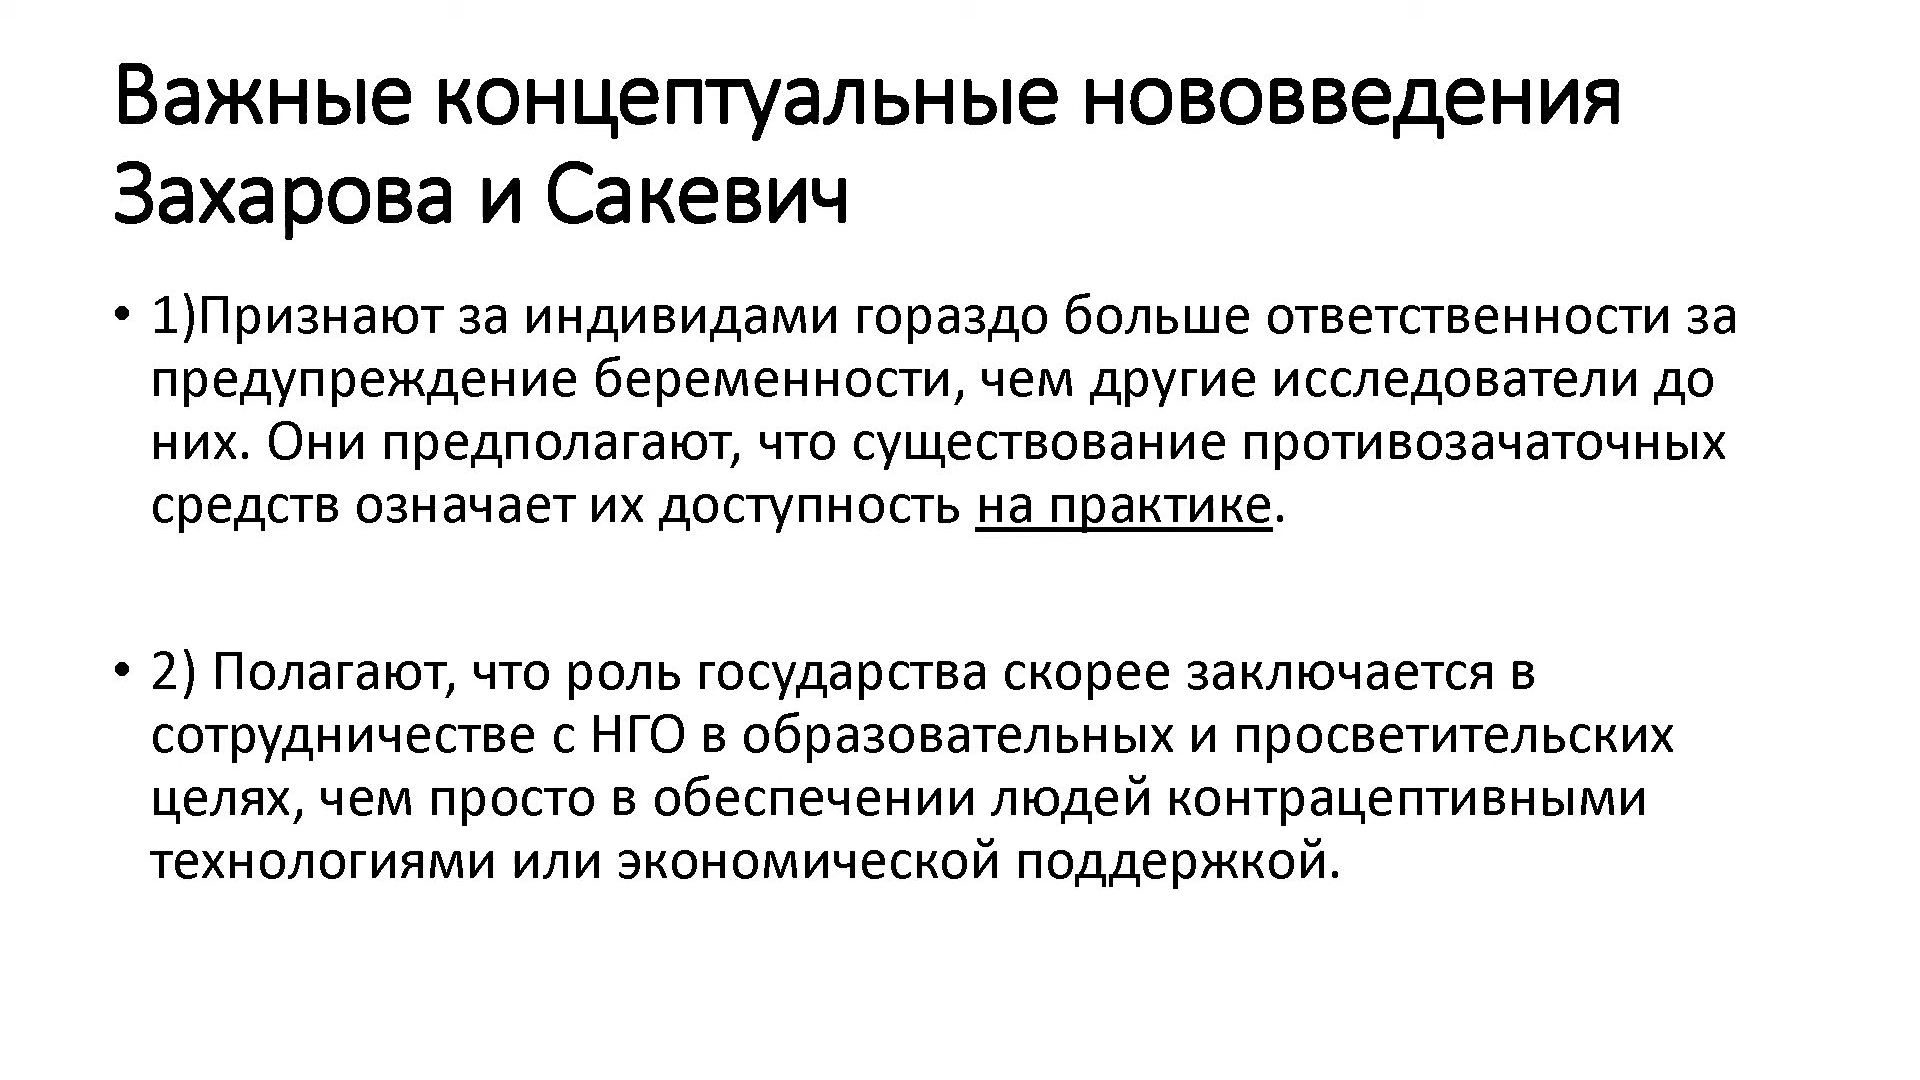 Важные концептуальные нововведения
Захарова и Сакевич
• 1)Признают за индивидами гораздо больше ответственности за
предупреждение беременности, чем другие исследователи до
них. Они предполагают, что существование противозачаточных
средств означает их доступность на практике.
• 2) Полагают, что роль государства скорее заключается в
сотрудничестве с НГО в образовательных и просветительских
целях, чем просто в обеспечении людей контрацептивными
технологиями или экономической поддержкой.